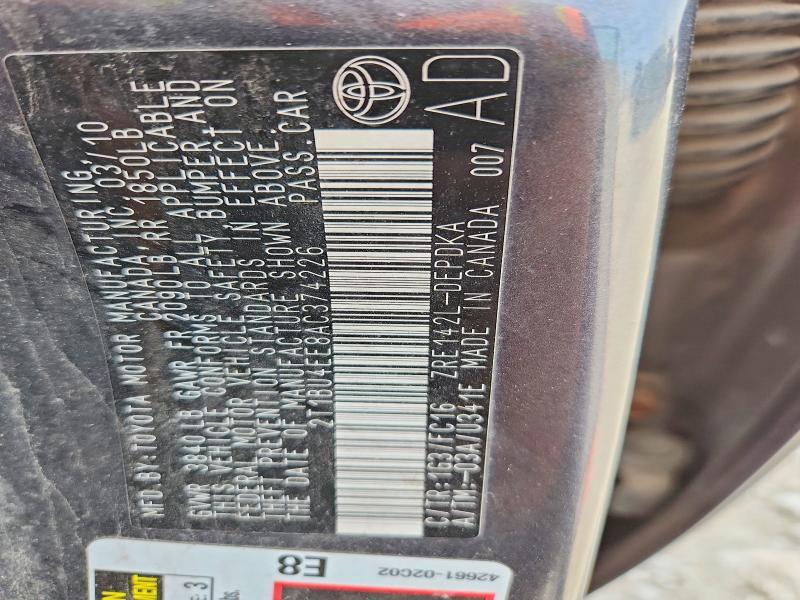 MFD.BY:TOYOTA MOTOR MANUFACTURING,
CANADA INC. 03/10
GVWR 3840LB GAWR FR 2090LB RR 1850LB
THIS VEHICLE CONFORMS TO ALL APPLICABLE
FEDERAL MOTOR VEHICLE SAFETY, BUMPER, AND
THEFT PREVENTION STANDARDS IN EFFECT ON
THE DATE OF MANUFACTURE SHOWN ABOVE.
2T1BU4EE8AC374226 PASS.CAR
C/TR:1G3/FC16 ZRE142L-DEPDKA
A/TM:-03A/U341E MADE IN CANADA 007
AD
E8
42661-02C02